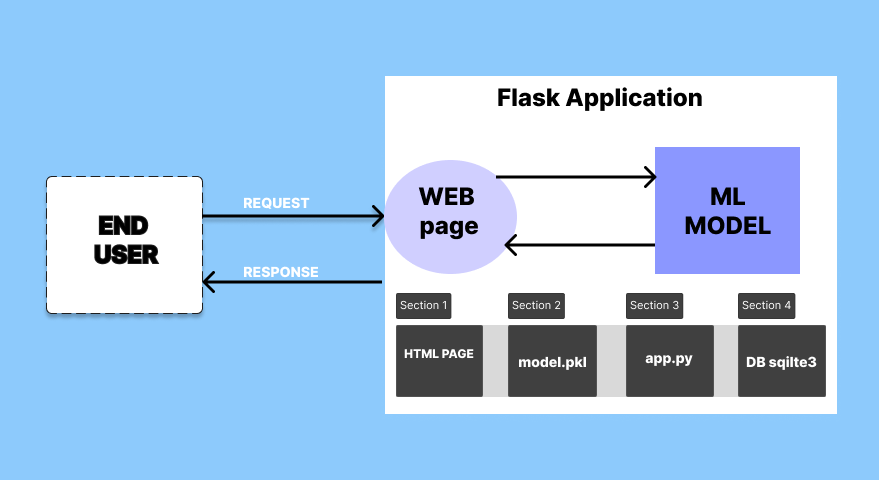 Flask Application
END
USER
REQUEST
RESPONSE
WEB
page
ML
MODEL
Section 1
Section 2
Section 3
Section 4
HTML PAGE
model.pkl
app.py
DB sqilte3